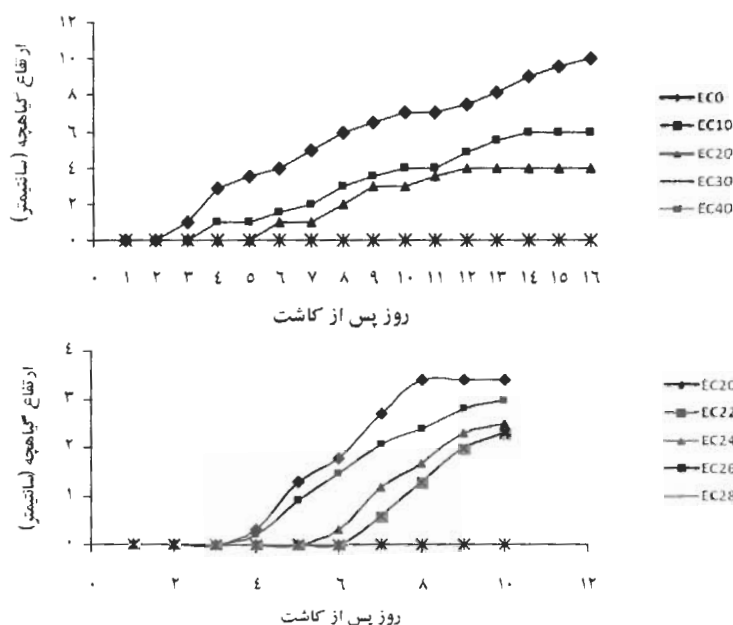 ارتفاع گیاهچه (سانتیمتر)
۱۲
۱۰
۸
۶
۴
۲
۰
۰ ۱ ۲ ۳ ٤ ٥ ٦ ۷ ۸ ۹ ۱۰ ۱۱ ۱۲ ۱۳ ۱٤ ۱٥ ۱٦
روز پس از کاشت
EC0
EC10
EC20
EC30
EC40
ارتفاع گیاهچه (سانتیمتر)
٤
۳
۲
۱
۰
۰ ۲ ٤ ٦ ۸ ۱۰ ۱۲
روز پس از کاشت
EC20
EC22
EC24
EC26
EC28